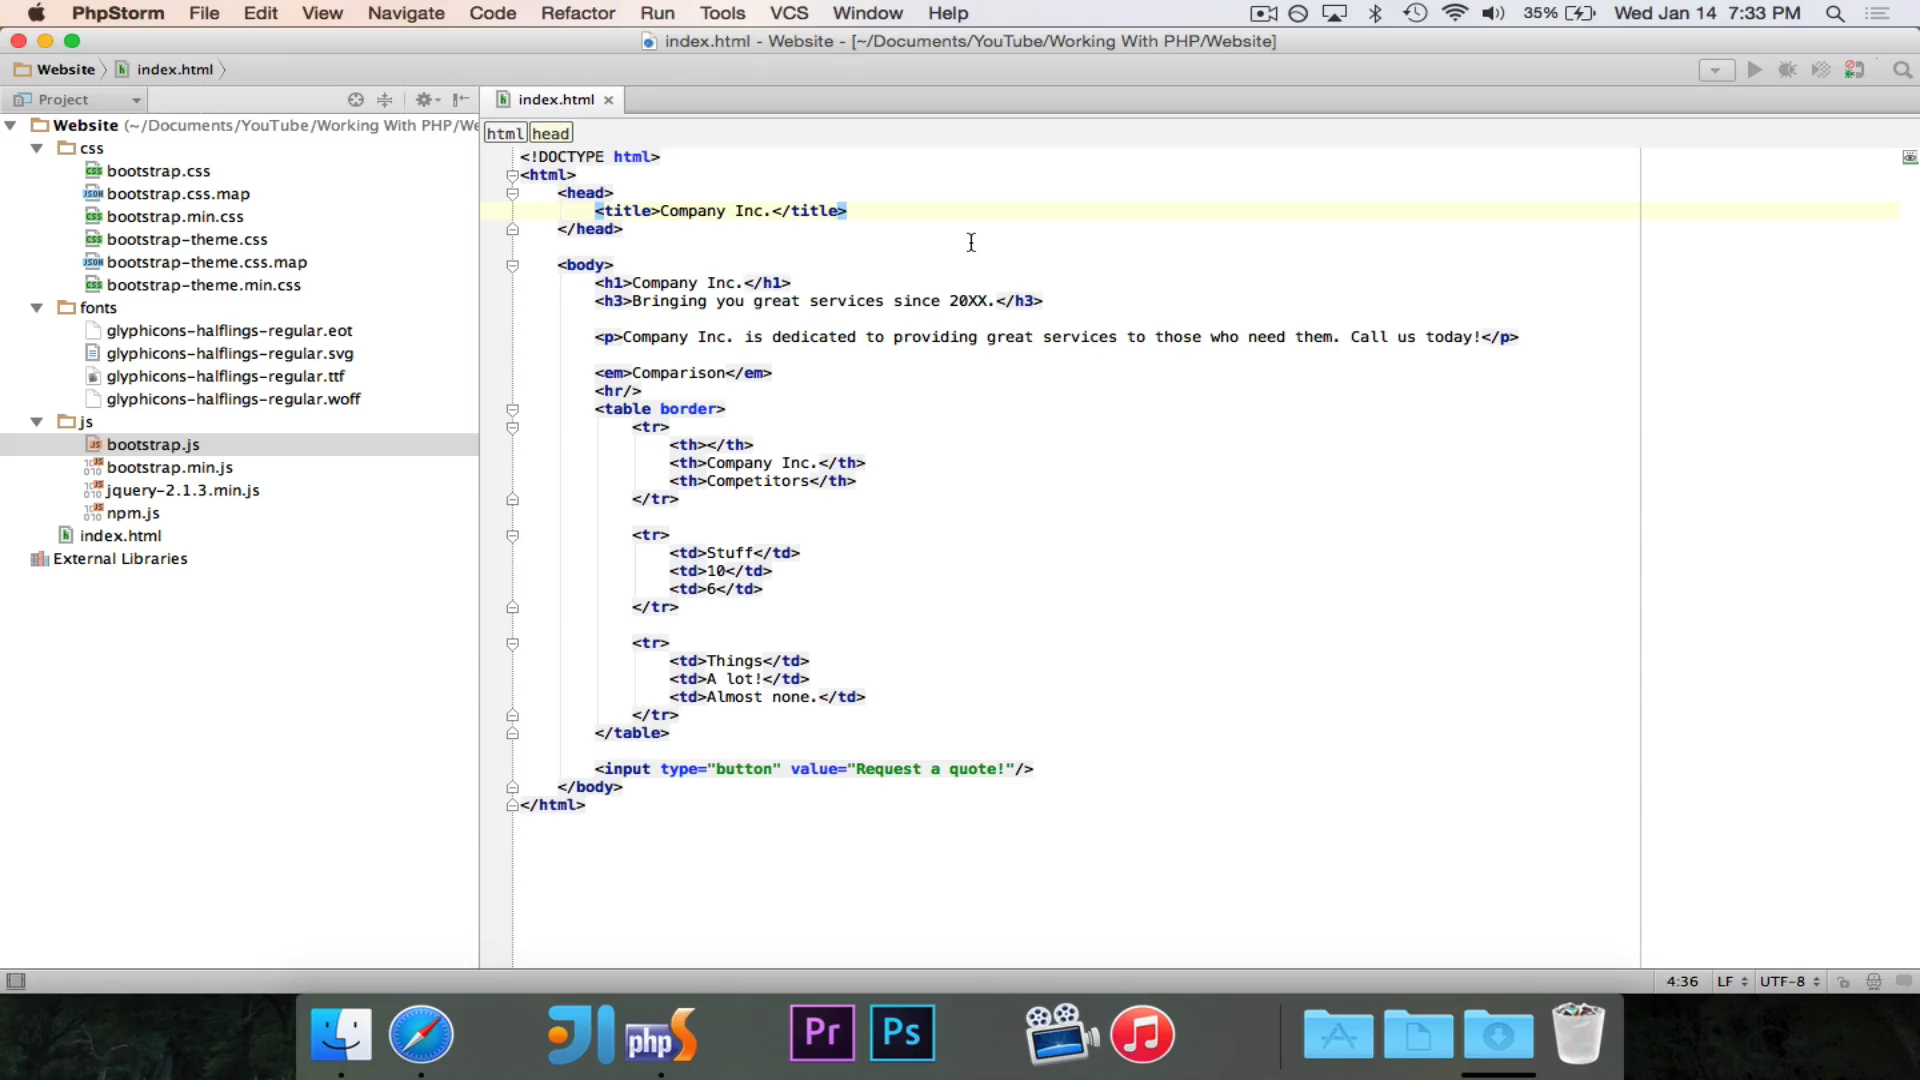 PhpStorm File Edit View Navigate Code Refactor Run Tools VCS Window Help 35% Wed Jan 14 7:33 PM
index.html - Website - [~/Documents/YouTube/Working With PHP/Website]
Website index.html
Project
index.html
Website (~/Documents/YouTube/Working With PHP/We
css
bootstrap.css
bootstrap.css.map
bootstrap.min.css
bootstrap-theme.css
bootstrap-theme.css.map
bootstrap-theme.min.css
fonts
glyphicons-halflings-regular.eot
glyphicons-halflings-regular.svg
glyphicons-halflings-regular.ttf
glyphicons-halflings-regular.woff
js
bootstrap.js
bootstrap.min.js
jquery-2.1.3.min.js
npm.js
index.html
External Libraries
html head
<!DOCTYPE html>
<html>
<head>
<title>Company Inc.</title>
</head>
<body>
<h1>Company Inc.</h1>
<h3>Bringing you great services since 20XX.</h3>
<p>Company Inc. is dedicated to providing great services to those who need them. Call us today!</p>
<em>Comparison</em>
<hr/>
<table border>
<tr>
<th></th>
<th>Company Inc.</th>
<th>Competitors</th>
</tr>
<tr>
<td>Stuff</td>
<td>10</td>
<td>6</td>
</tr>
<tr>
<td>Things</td>
<td>A lot!</td>
<td>Almost none.</td>
</tr>
</table>
<input type="button" value="Request a quote!"/>
</body>
</html>
4:36 LF UTF-8
php
Pr
Ps